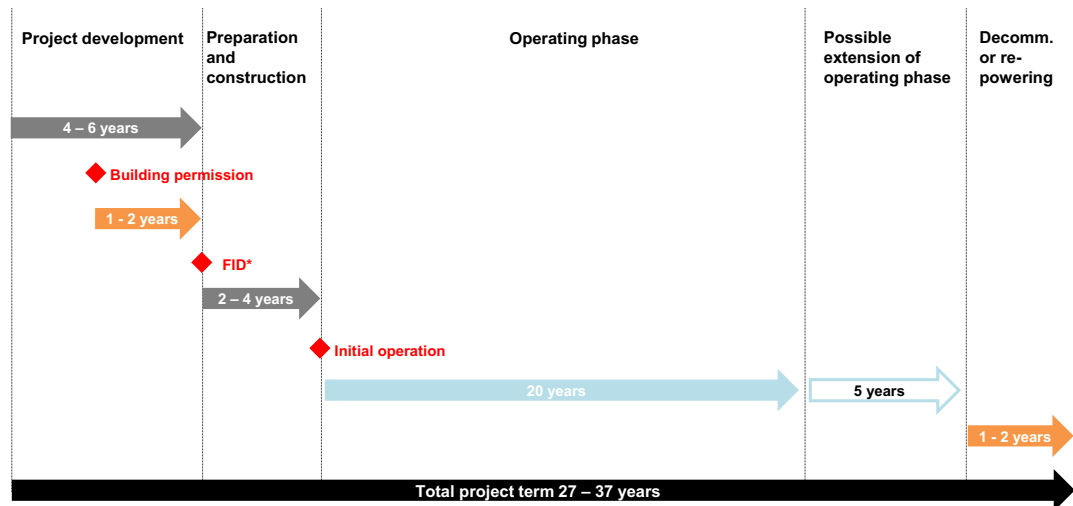 Project development
Preparation
and
construction
Operating phase
Possible
extension of
operating phase
Decomm.
or re-
powering
4 – 6 years
Building permission
1 - 2 years
FID*
2 – 4 years
Initial operation
20 years
5 years
1 - 2 years
Total project term 27 – 37 years